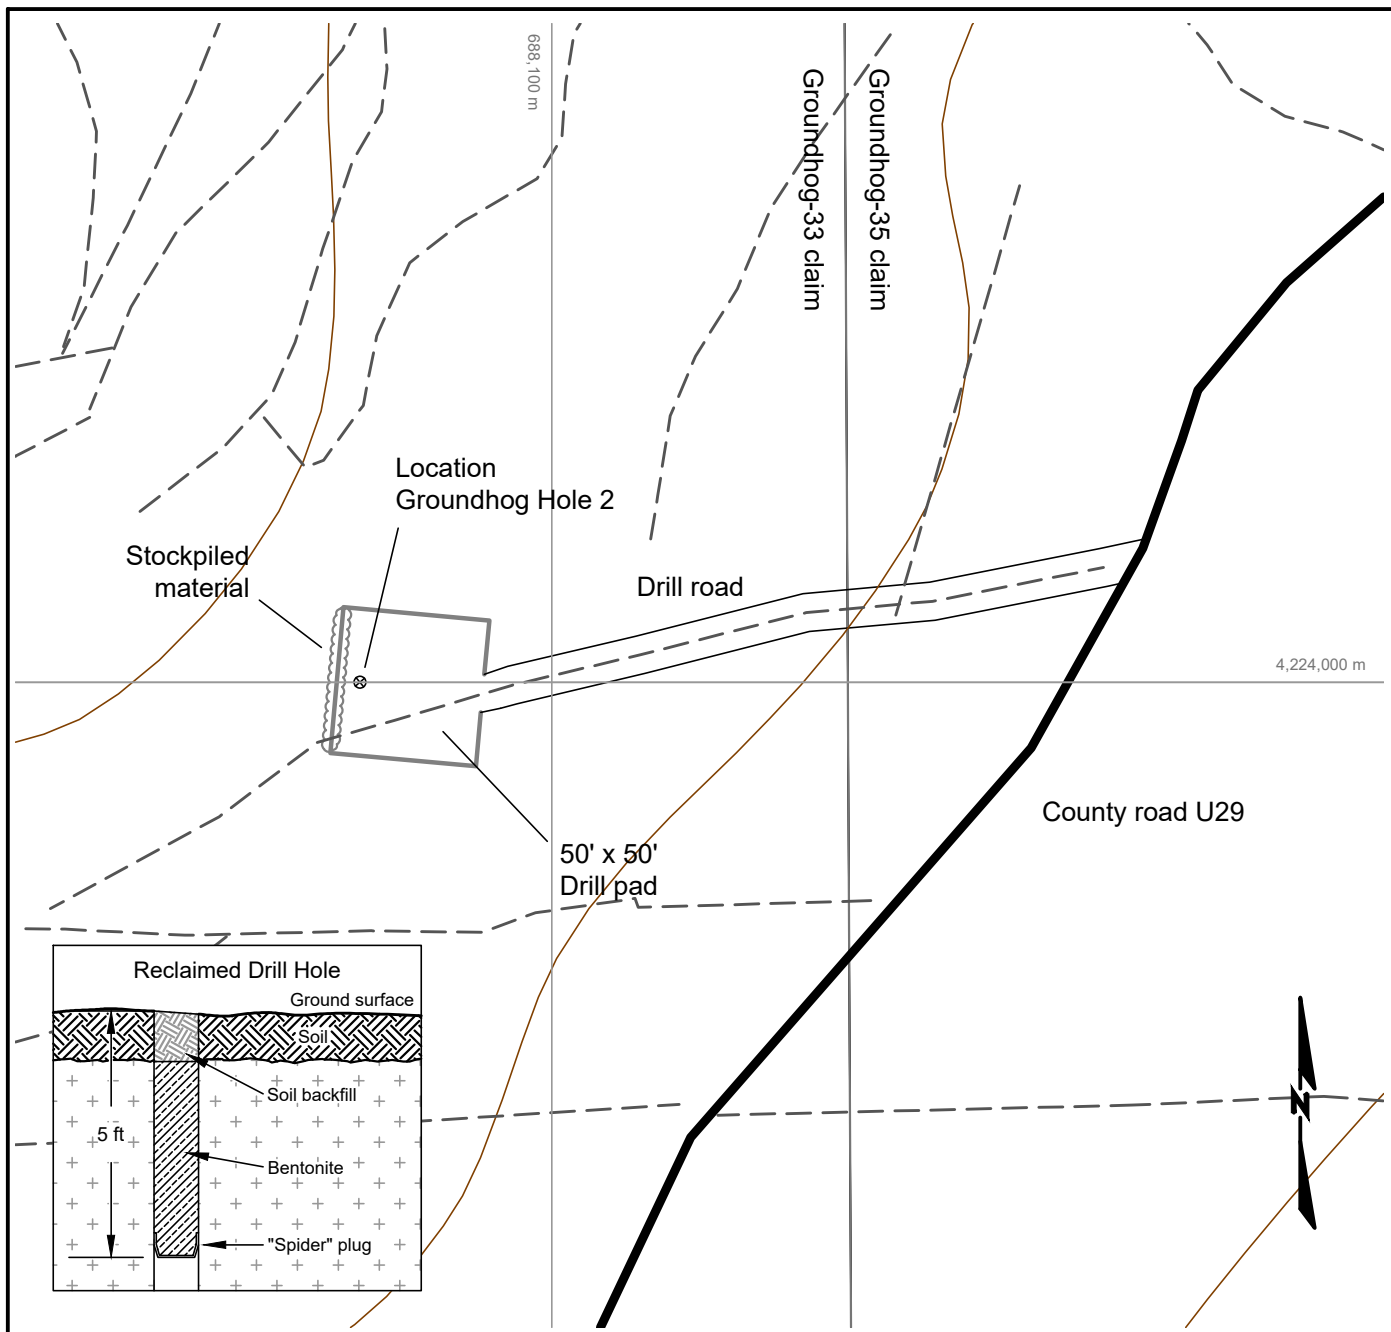 688,100 m
Groundhog-33 claim
Groundhog-35 claim
Location
Groundhog Hole 2
Stockpiled
material
Drill road
4,224,000 m
County road U29
50' x 50'
Drill pad
Reclaimed Drill Hole
Ground surface
Soil
Soil backfill
5 ft
Bentonite
"Spider" plug
N